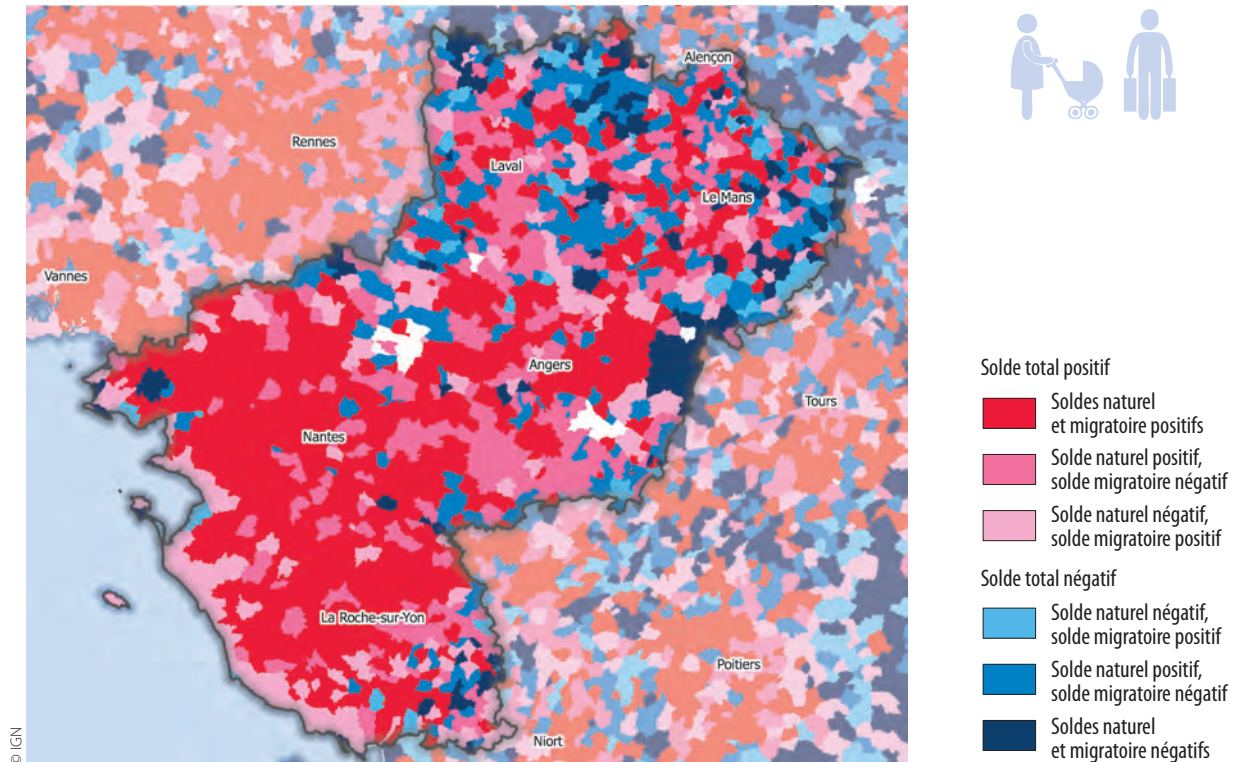 Alençon
Rennes
Laval
Le Mans
Vannes
Angers
Tours
Nantes
La Roche-sur-Yon
Poitiers
Niort
© IGN
Solde total positif
Soldes naturel
et migratoire positifs
Solde naturel positif,
solde migratoire négatif
Solde naturel négatif,
solde migratoire positif
Solde total négatif
Solde naturel négatif,
solde migratoire positif
Solde naturel positif,
solde migratoire négatif
Soldes naturel
et migratoire négatifs